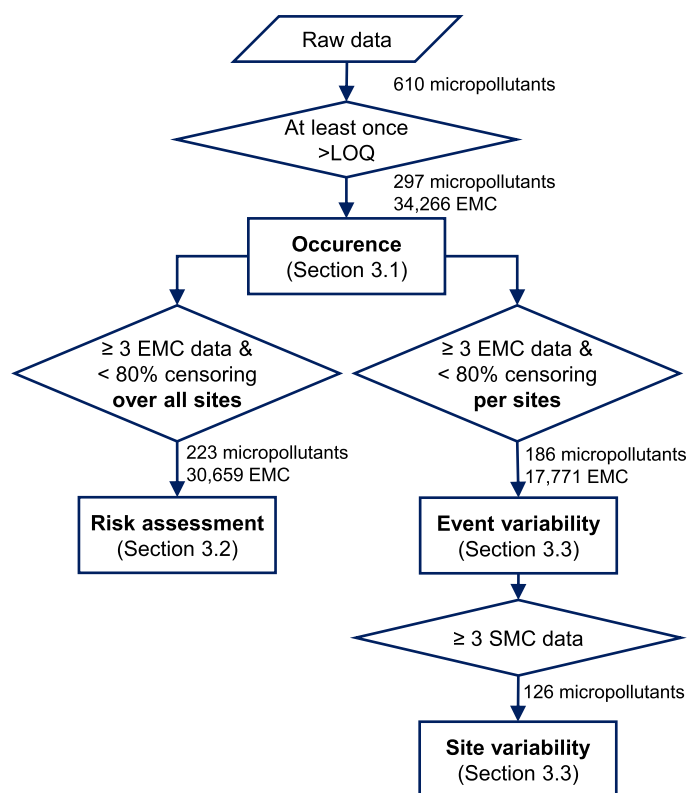 Raw data
610 micropollutants
At least once
>LOQ
297 micropollutants
34,266 EMC
Occurence
(Section 3.1)
≥ 3 EMC data &
< 80% censoring
over all sites
≥ 3 EMC data &
< 80% censoring
per sites
223 micropollutants
30,659 EMC
186 micropollutants
17,771 EMC
Risk assessment
(Section 3.2)
Event variability
(Section 3.3)
≥ 3 SMC data
126 micropollutants
Site variability
(Section 3.3)